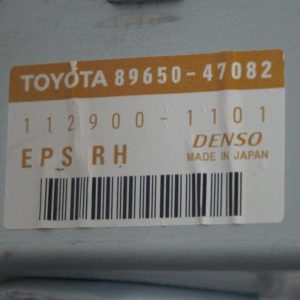 TOYOTA 89650-47082
112900-1101
EPS RH DENSO
MADE IN JAPAN